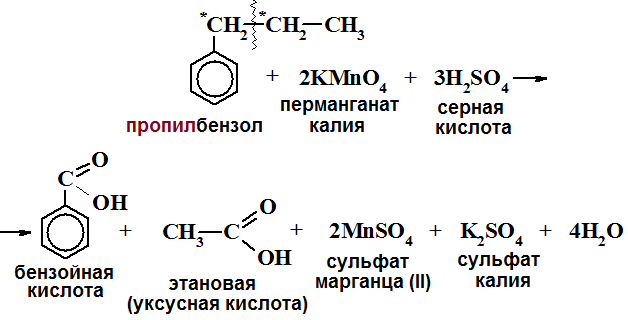 *CH₂ *CH₂—CH₃
+ 2KMnO₄ + 3H₂SO₄ →
пропилбензол перманганат калия серная кислота
O
C
OH
+ CH₃—C O OH + 2MnSO₄ + K₂SO₄ + 4H₂O
бензойная кислота этановая (уксусная кислота) сульфат марганца (II) сульфат калия